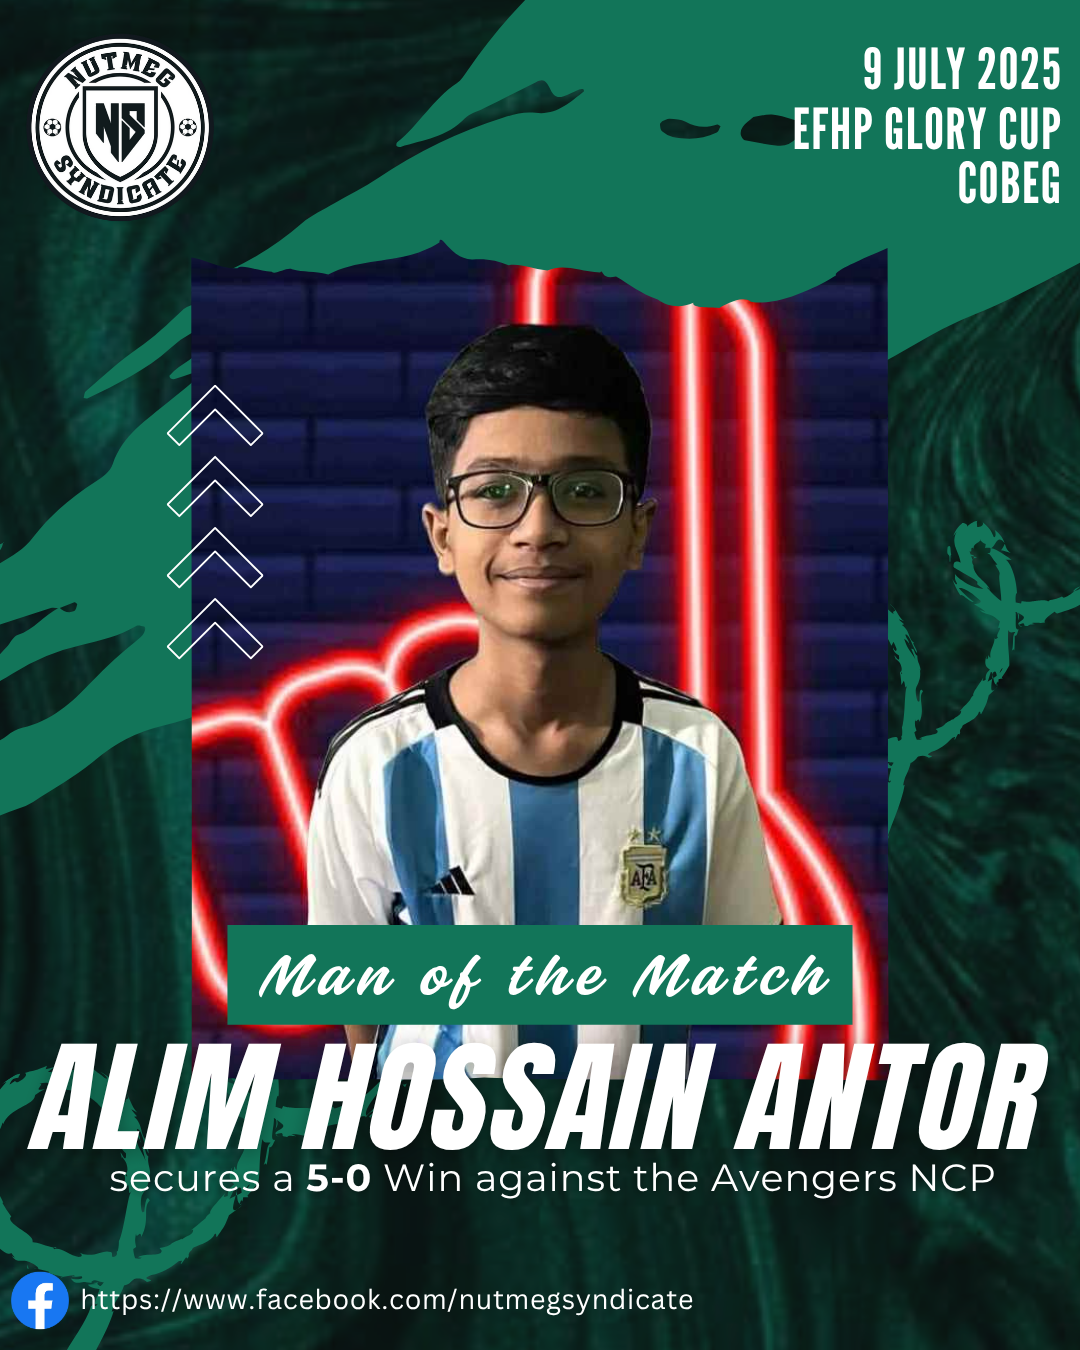 NUTMEG
NS
SYNDICATE
9 JULY 2025
EFHP GLORY CUP
COBEG
AFA
Man of the Match
ALIM HOSSAIN ANTOR
secures a 5-0 Win against the Avengers NCP
https://www.facebook.com/nutmegsyndicate